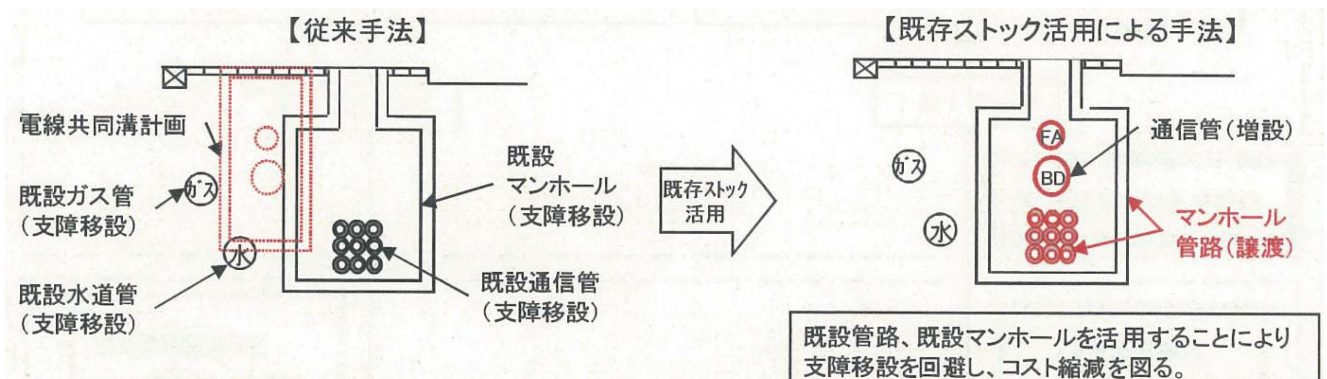 【従来手法】
電線共同溝計画
既設ガス管
(支障移設)
既設水道管
(支障移設)
ガス
水
既設
マンホール
(支障移設)
既設通信管
(支障移設)
既存ストック
活用
【既存ストック活用による手法】
ガス
水
FA
BD
通信管(増設)
マンホール
管路(譲渡)
既設管路、既設マンホールを活用することにより
支障移設を回避し、コスト縮減を図る。